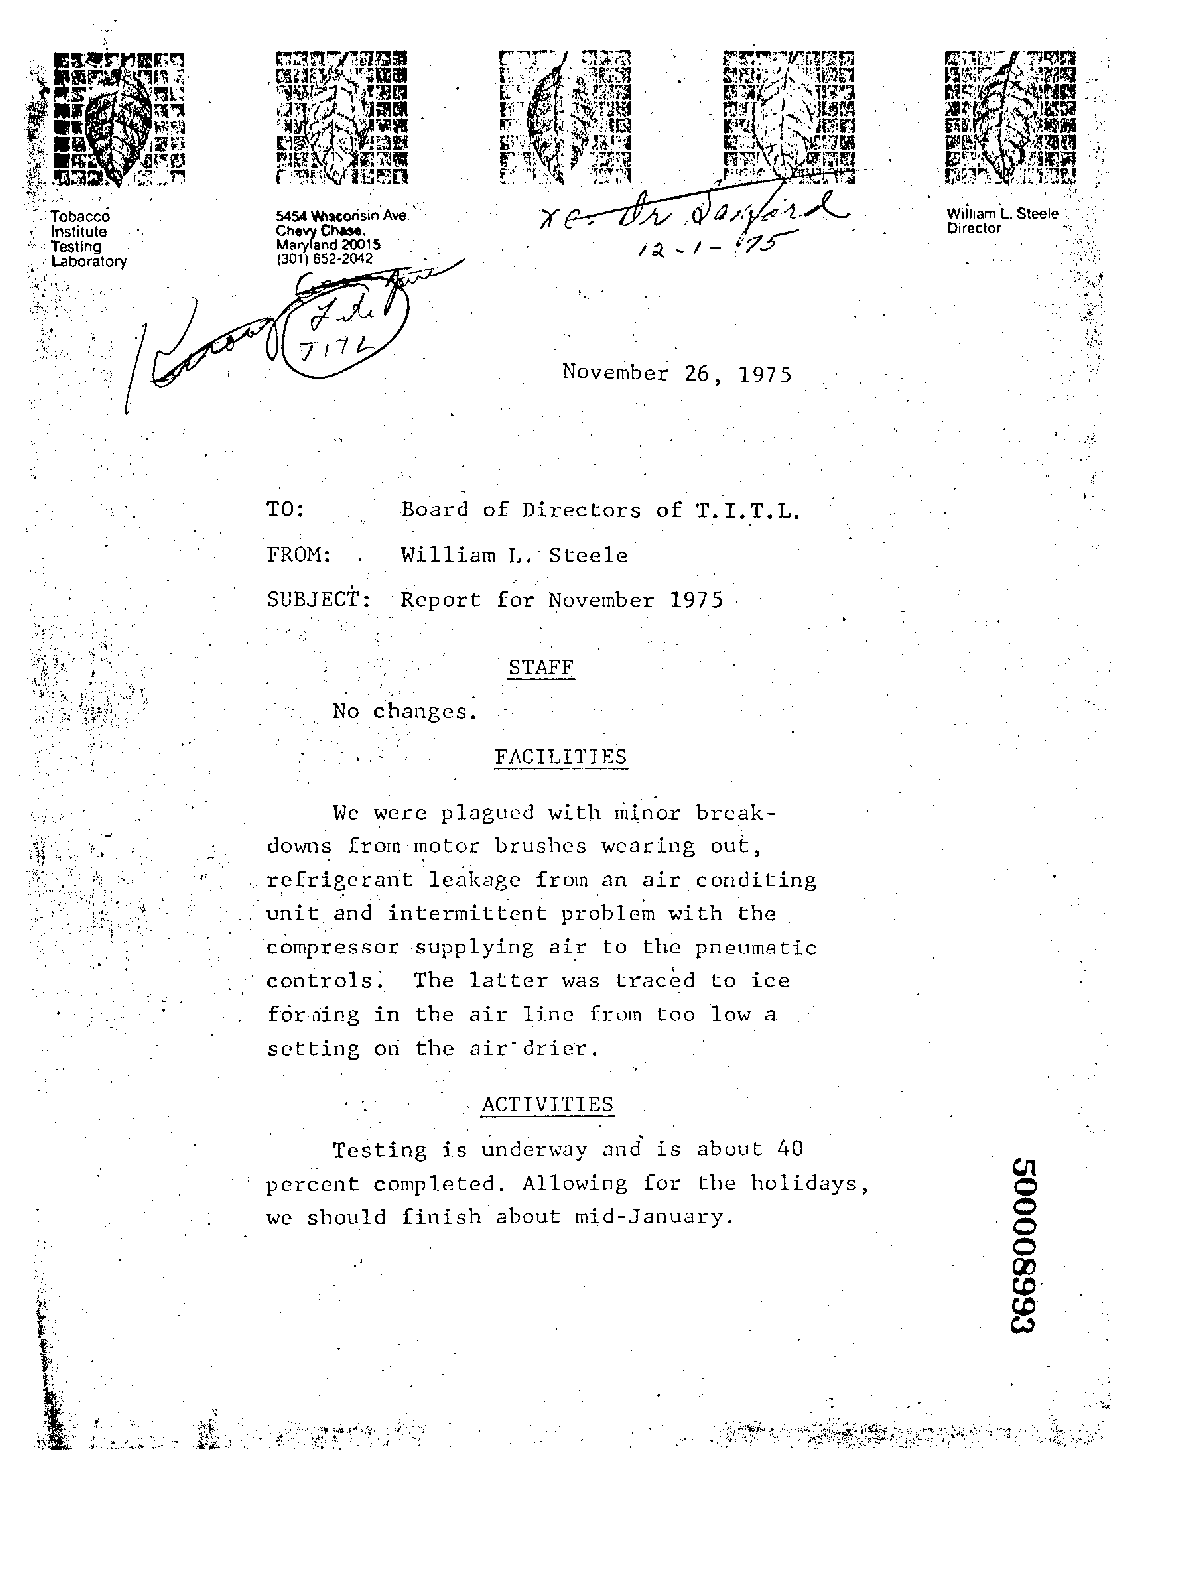 Tobacco
Institute
Testing
Laboratory
5454 Wisconsin Ave.
Chevy Chase,
Maryland 20015
(301) 652-2042
xc- Dr Sanford
12-1-'75
William L. Steele
Director
File
TITL
November 26, 1975
TO: Board of Directors of T.I.T.L.
FROM: William L. Steele
SUBJECT: Report for November 1975
STAFF
No changes.
FACILITIES
We were plagued with minor break-
downs from motor brushes wearing out,
refrigerant leakage from an air conditing
unit and intermittent problem with the
compressor supplying air to the pneumatic
controls. The latter was traced to ice
forming in the air line from too low a
setting on the air drier.
ACTIVITIES
Testing is underway and is about 40
percent completed. Allowing for the holidays,
we should finish about mid-January.
500008993